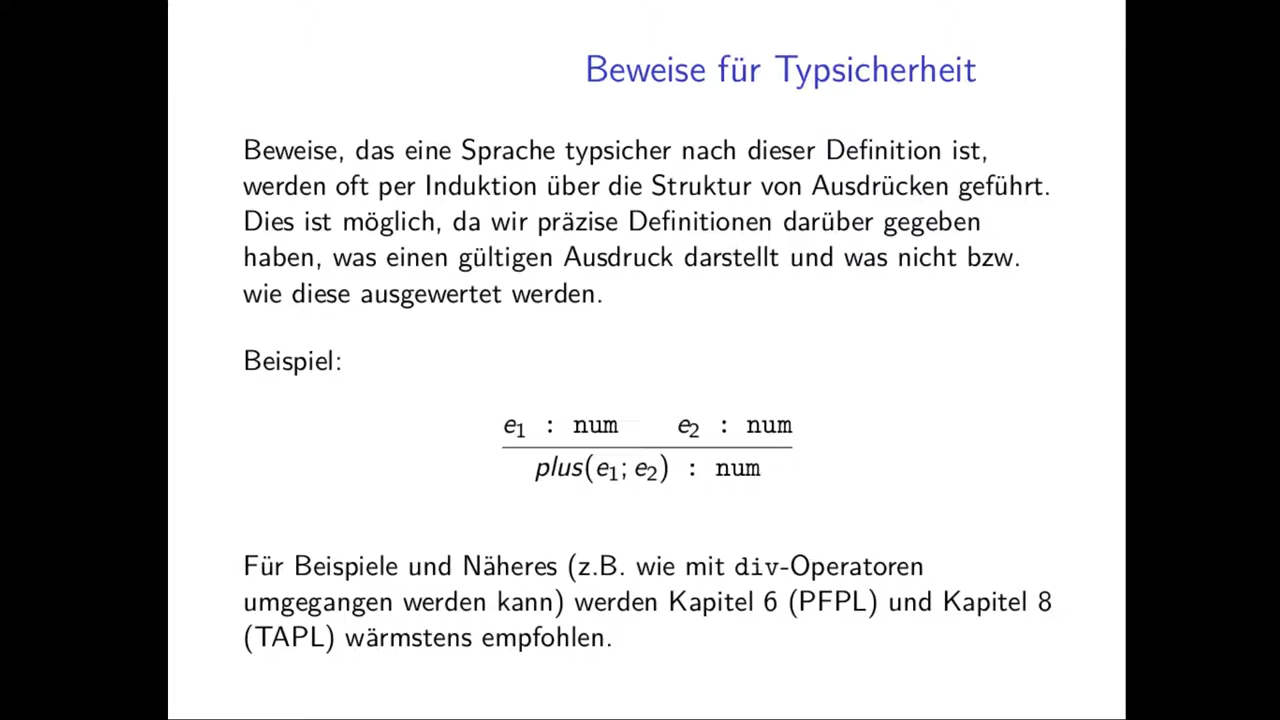 Beweise für Typsicherheit
Beweise, das eine Sprache typsicher nach dieser Definition ist,
werden oft per Induktion über die Struktur von Ausdrücken geführt.
Dies ist möglich, da wir präzise Definitionen darüber gegeben
haben, was einen gültigen Ausdruck darstellt und was nicht bzw.
wie diese ausgewertet werden.
Beispiel:
e₁ : num e₂ : num
plus(e₁; e₂) : num
Für Beispiele und Näheres (z.B. wie mit div-Operatoren
umgegangen werden kann) werden Kapitel 6 (PFPL) und Kapitel 8
(TAPL) wärmstens empfohlen.